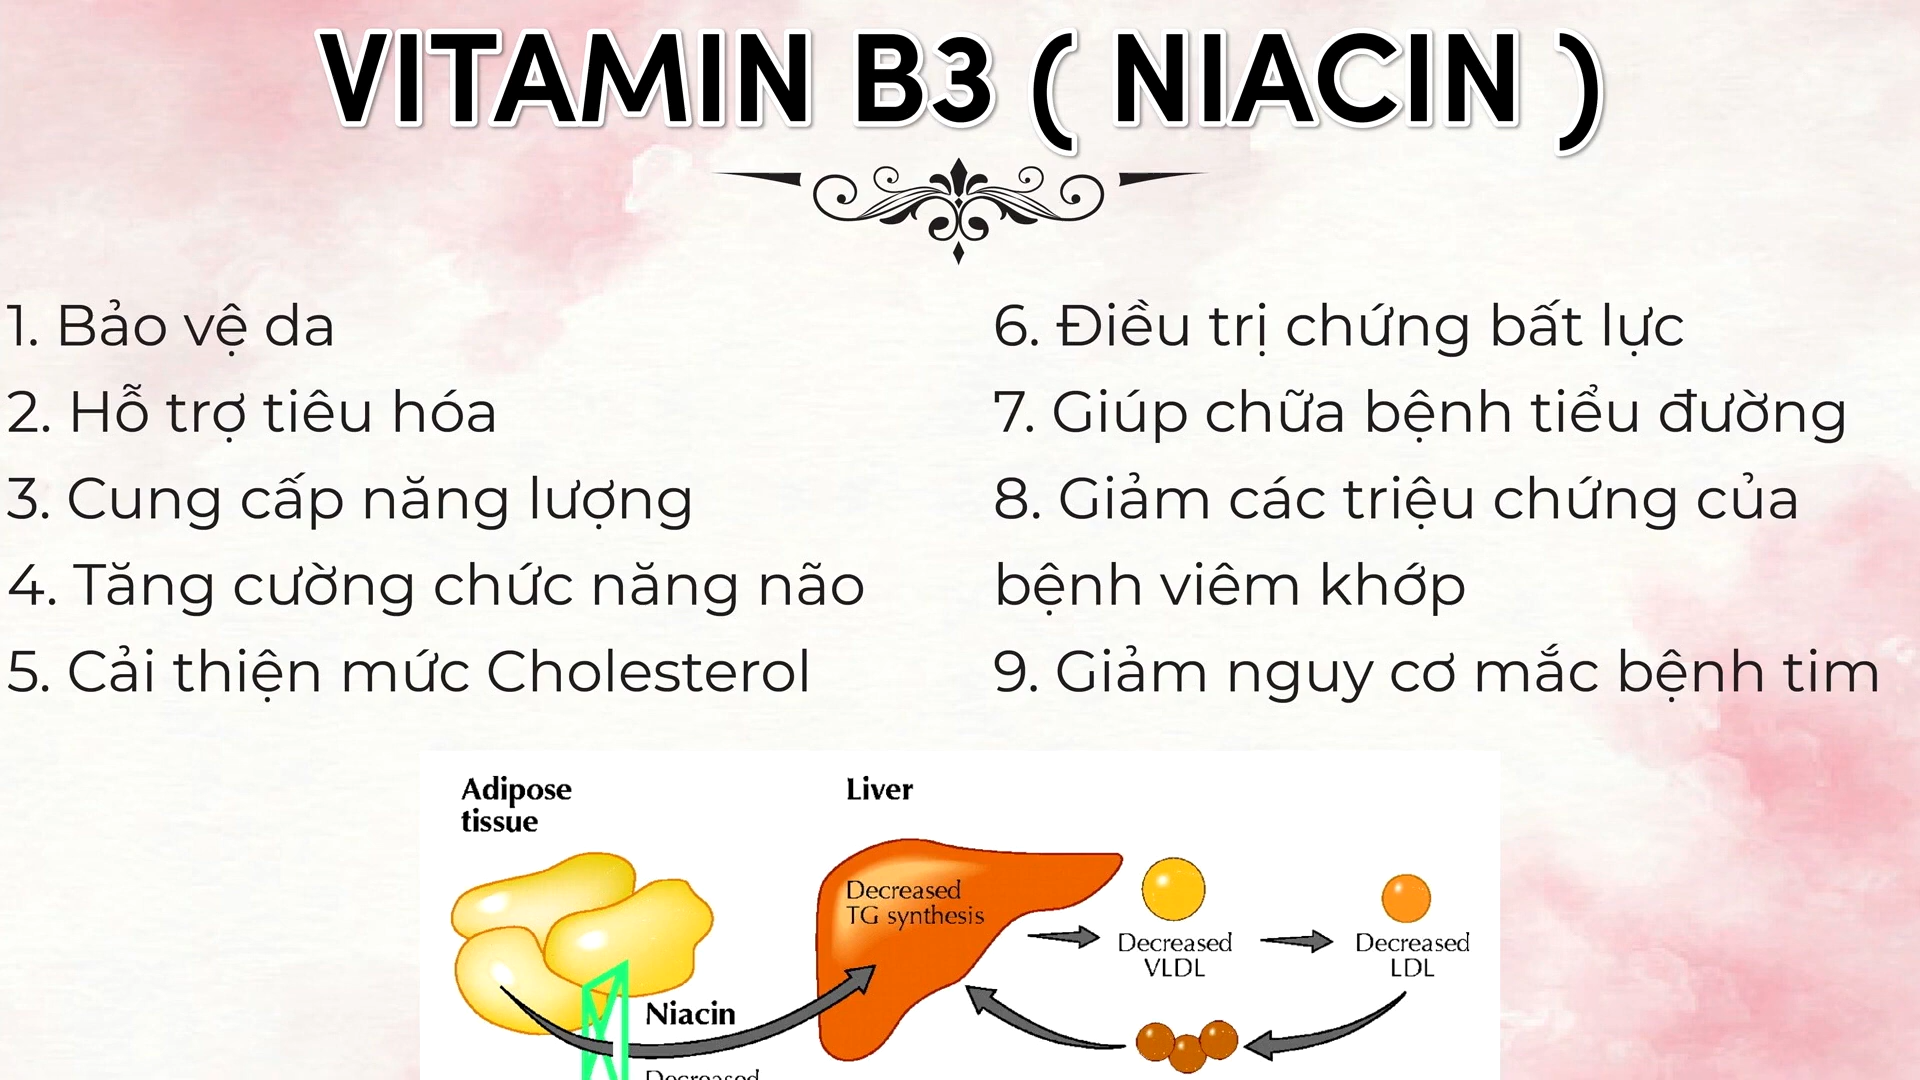 VITAMIN B3 ( NIACIN )
1. Bảo vệ da
2. Hỗ trợ tiêu hóa
3. Cung cấp năng lượng
4. Tăng cường chức năng não
5. Cải thiện mức Cholesterol
6. Điều trị chứng bất lực
7. Giúp chữa bệnh tiểu đường
8. Giảm các triệu chứng của
bệnh viêm khớp
9. Giảm nguy cơ mắc bệnh tim
Adipose
tissue
Liver
Decreased
TG synthesis
Decreased
VLDL
Decreased
LDL
Niacin
Decreased